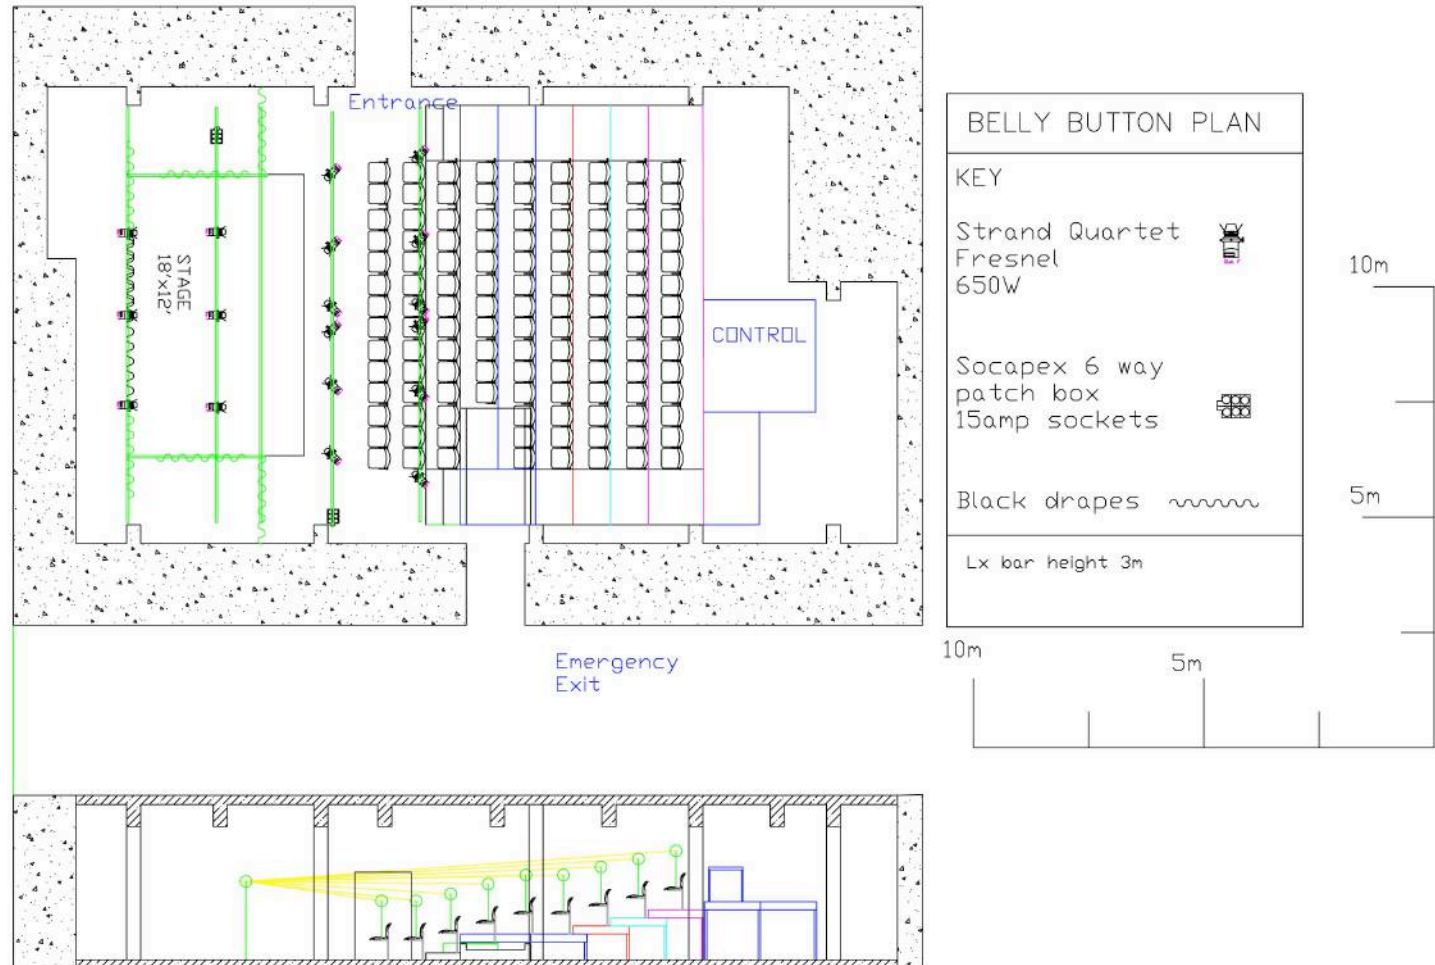 Entrance
STAGE
18'x12'
CONTROL
Emergency
Exit
BELLY BUTTON PLAN
KEY
Strand Quartet
Fresnel
650W
Socapex 6 way
patch box
15amp sockets
Black drapes
Lx bar height 3m
10m
5m
10m
5m